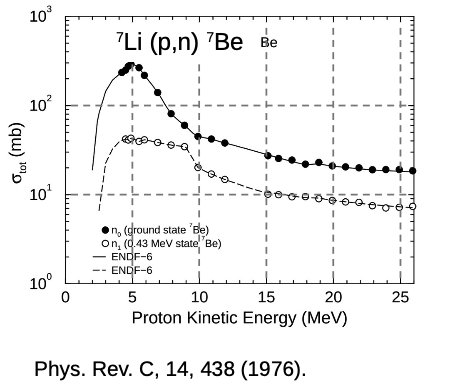 10³
⁷Li (p,n) ⁷Be Be
10²
σtot (mb)
10¹
n₀ (ground state ⁷Be)
n₁ (0.43 MeV state ⁷Be)
ENDF−6
ENDF−6
10⁰
0 5 10 15 20 25
Proton Kinetic Energy (MeV)
Phys. Rev. C, 14, 438 (1976).